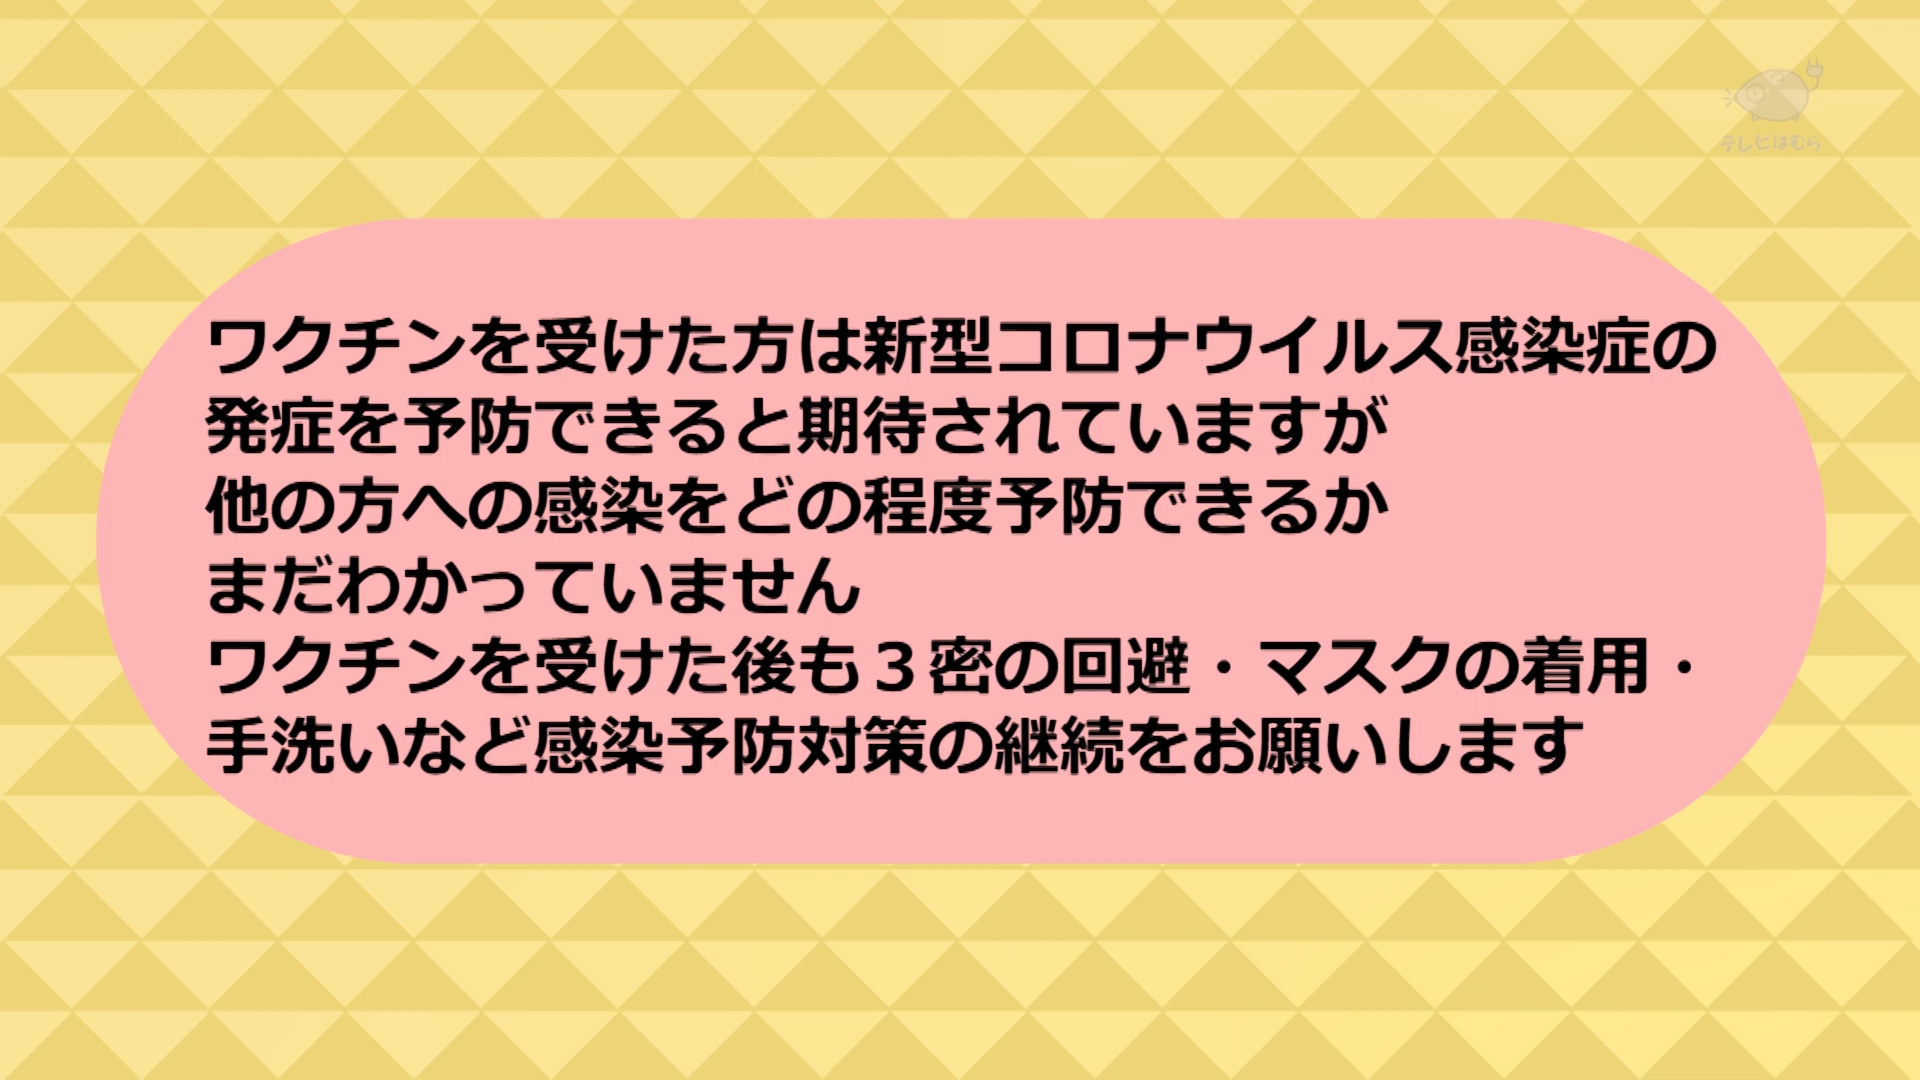 テレビはむら
ワクチンを受けた方は新型コロナウイルス感染症の
発症を予防できると期待されていますが
他の方への感染をどの程度予防できるか
まだわかっていません
ワクチンを受けた後も３密の回避・マスクの着用・
手洗いなど感染予防対策の継続をお願いします